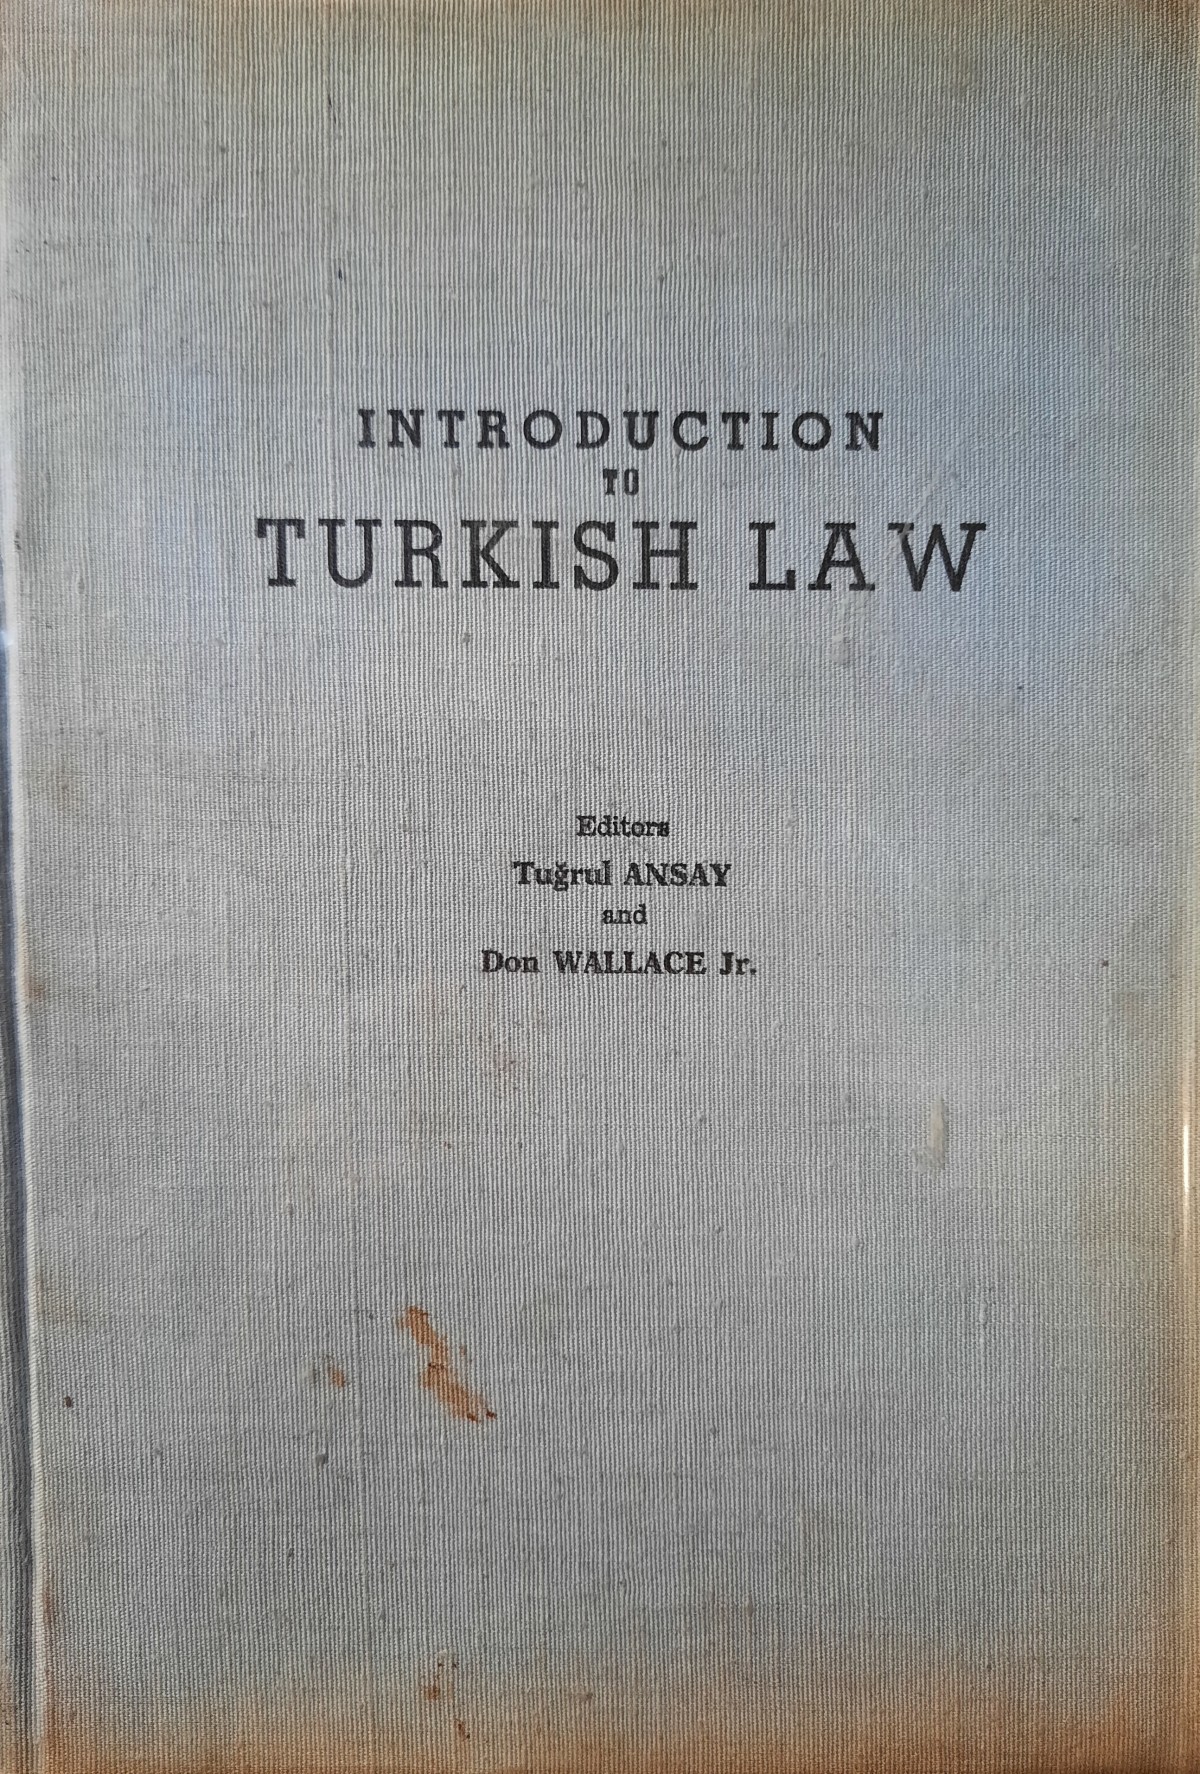 INTRODUCTION
TO
TURKISH LAW
Editors
Tuğrul ANSAY
and
Don WALLACE Jr.